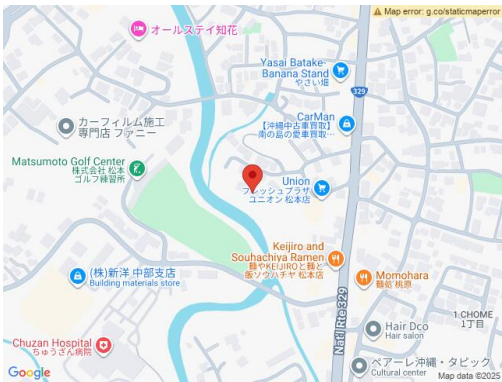 Map error: g.co/staticmaperror
オールステイ知花
Yasai Batake-
Banana Stand
やさい畑
329
カーフィルム施工
専門店 ファニー
CarMan
【沖縄中古車買取】
南の島の愛車買取…
Matsumoto Golf Center
株式会社 松本
ゴルフ練習所
Union
フレッシュプラザ
ユニオン 松本店
Keijiro and
Souhachiya Ramen
麺やKEIJIROと麺と
飯ソウハチヤ 松本店
(株)新洋 中部支店
Building materials store
Momohara
麺処 桃原
Nat'l Rte 329
1 CHOME
1丁目
Hair Dco
Hair salon
Chuzan Hospital
ちゅうざん病院
ペアーレ沖縄・タピック
Cultural center
Google
Map data ©2025